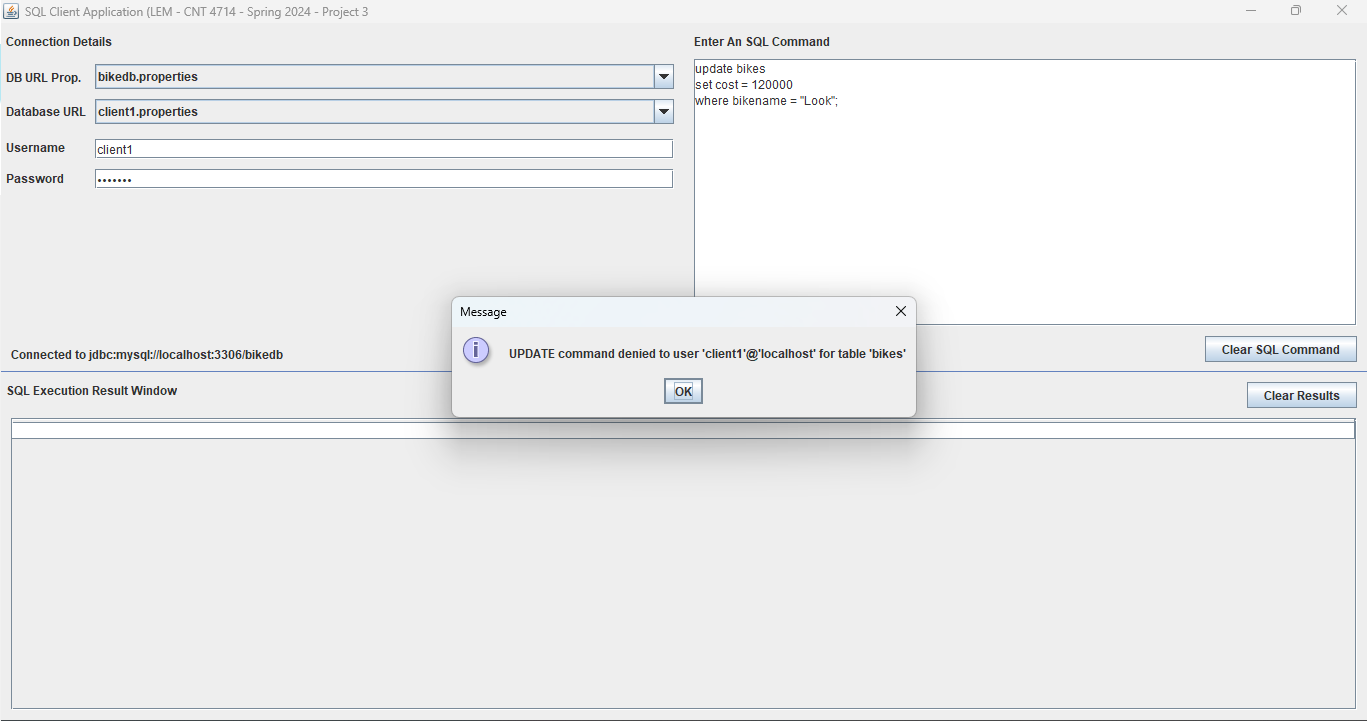 SQL Client Application (LEM - CNT 4714 - Spring 2024 - Project 3
Connection Details
DB URL Prop.
bikedb.properties
Database URL
client1.properties
Username
client1
Password
•••••••
Enter An SQL Command
update bikes
set cost = 120000
where bikename = "Look";
Message
UPDATE command denied to user 'client1'@'localhost' for table 'bikes'
OK
Connected to jdbc:mysql://localhost:3306/bikedb
Clear SQL Command
SQL Execution Result Window
Clear Results